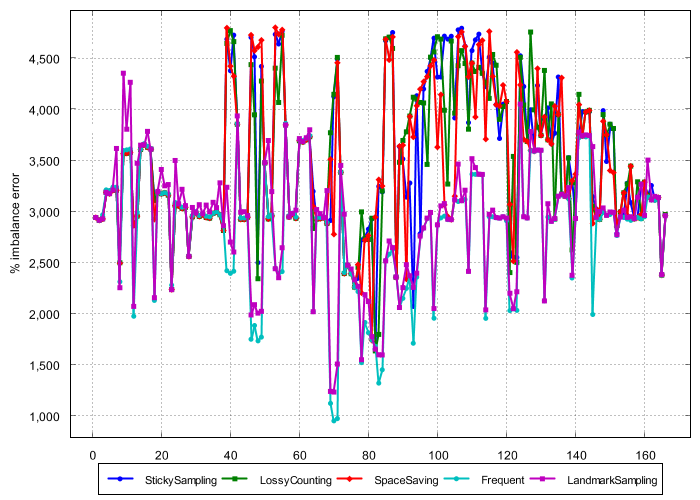 4,500
4,000
3,500
3,000
2,500
2,000
1,500
1,000
% imbalance error
0 20 40 60 80 100 120 140 160
StickySampling LossyCounting SpaceSaving Frequent LandmarkSampling